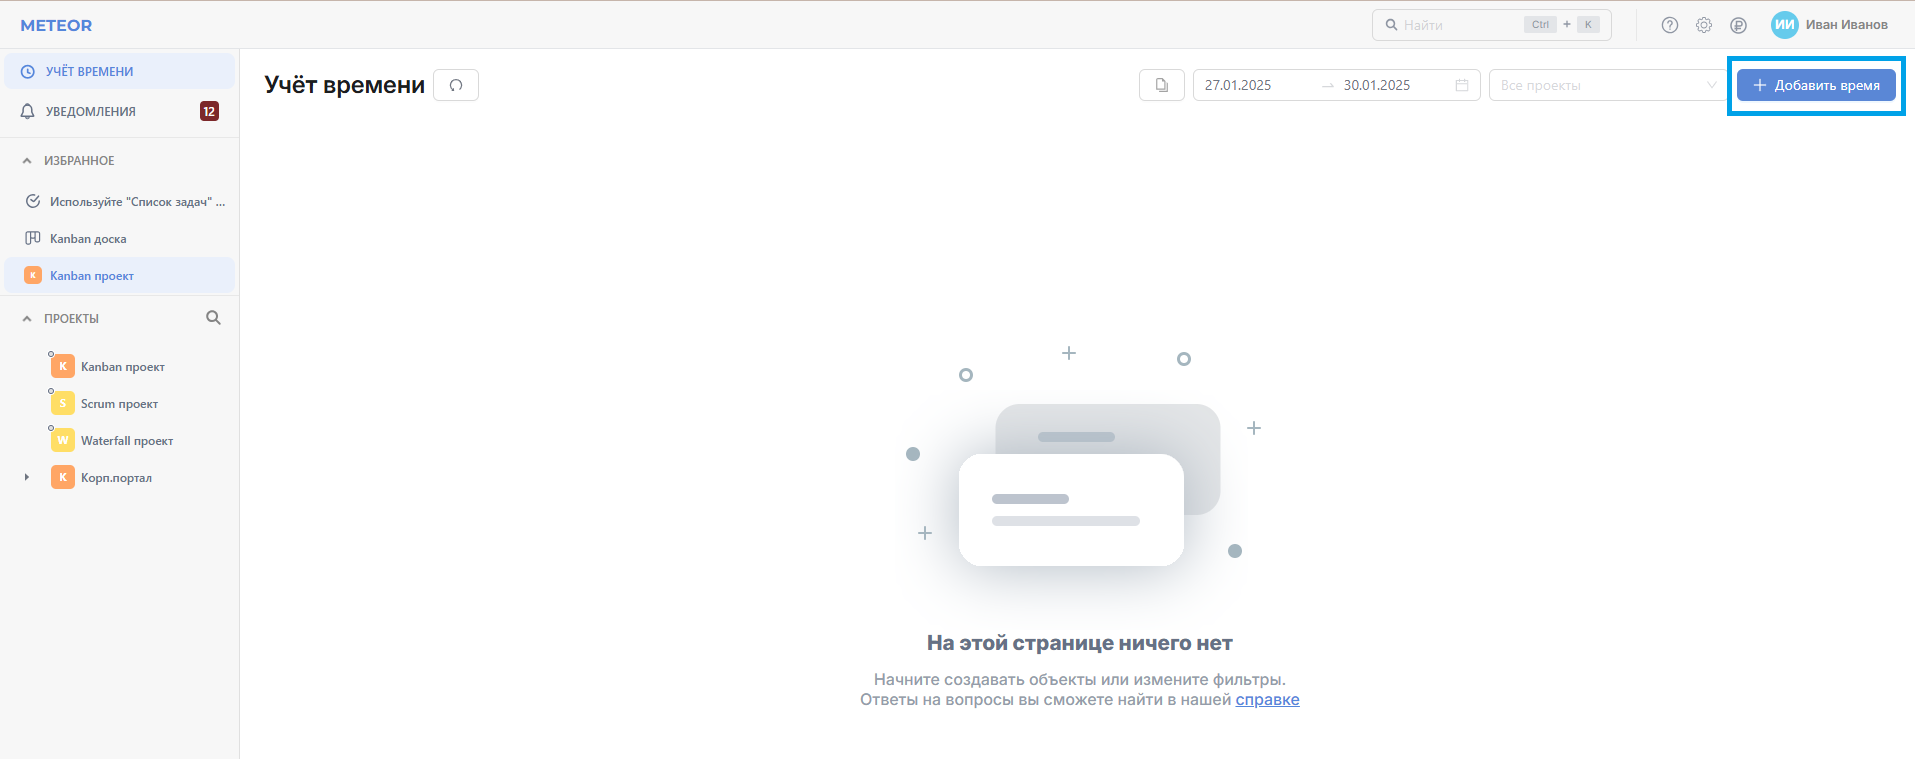 METEOR
Найти Ctrl + K
ИИ Иван Иванов
УЧЁТ ВРЕМЕНИ
УВЕДОМЛЕНИЯ 12
ИЗБРАННОЕ
Используйте "Список задач" ...
Kanban доска
K Kanban проект
ПРОЕКТЫ
K Kanban проект
S Scrum проект
W Waterfall проект
K Корп.портал
Учёт времени
27.01.2025 → 30.01.2025
Все проекты
+ Добавить время
На этой странице ничего нет
Начните создавать объекты или измените фильтры.
Ответы на вопросы вы сможете найти в нашей справке